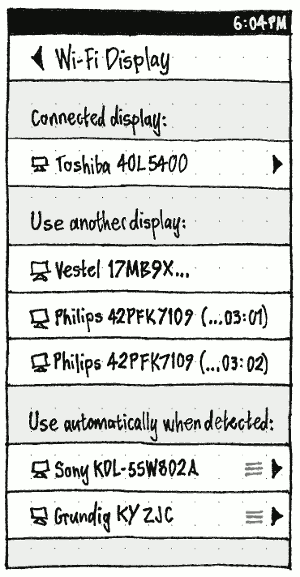 6:04PM
Wi-Fi Display
Connected display:
Toshiba 40L5400
Use another display:
Vestel 17MB9X...
Philips 42PFK7109 (...03:01)
Philips 42PFK7109 (...03:02)
Use automatically when detected:
Sony KDL-55W802A
Grundig KY ZJC